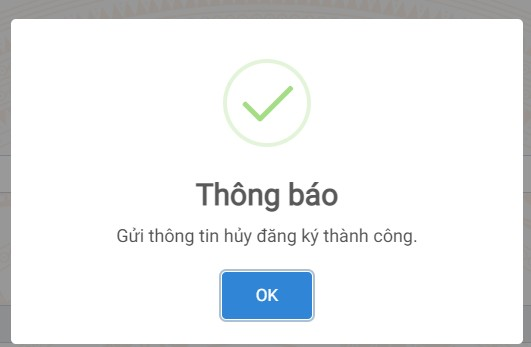 Thông báo
Gửi thông tin hủy đăng ký thành công.
OK